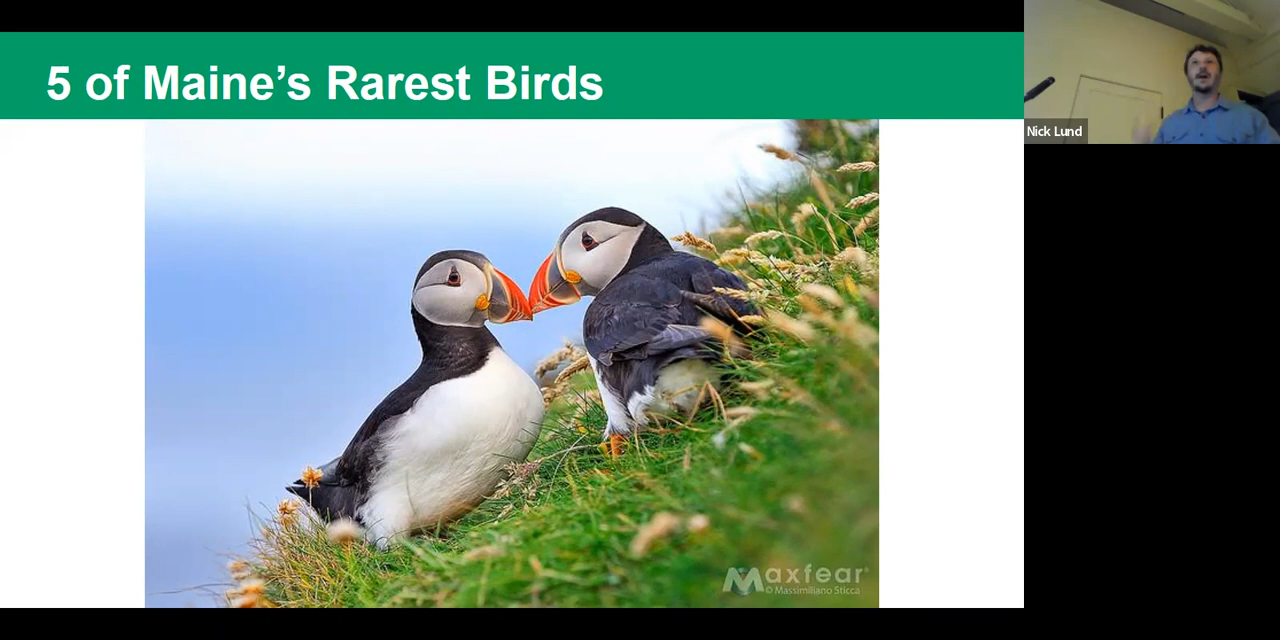 5 of Maine’s Rarest Birds
Nick Lund
Maxfear®
© Massimiliano Sticca